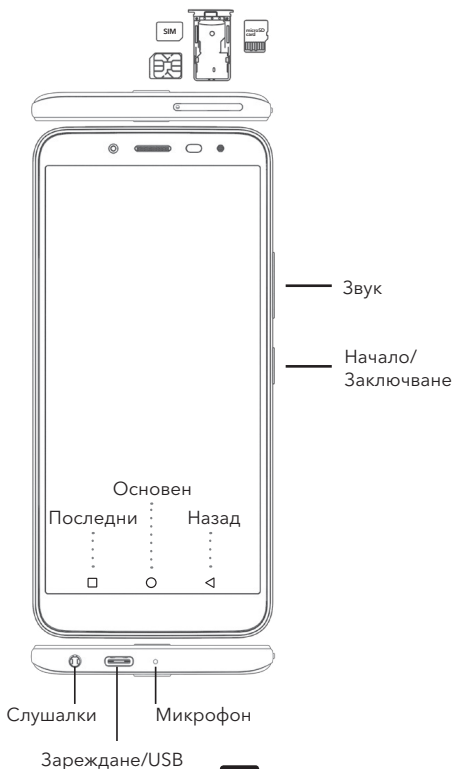 SIM
microSD
card
Звук
Начало/
Заключване
Основен
Последни
Назад
Слушалки
Микрофон
Зареждане/USB